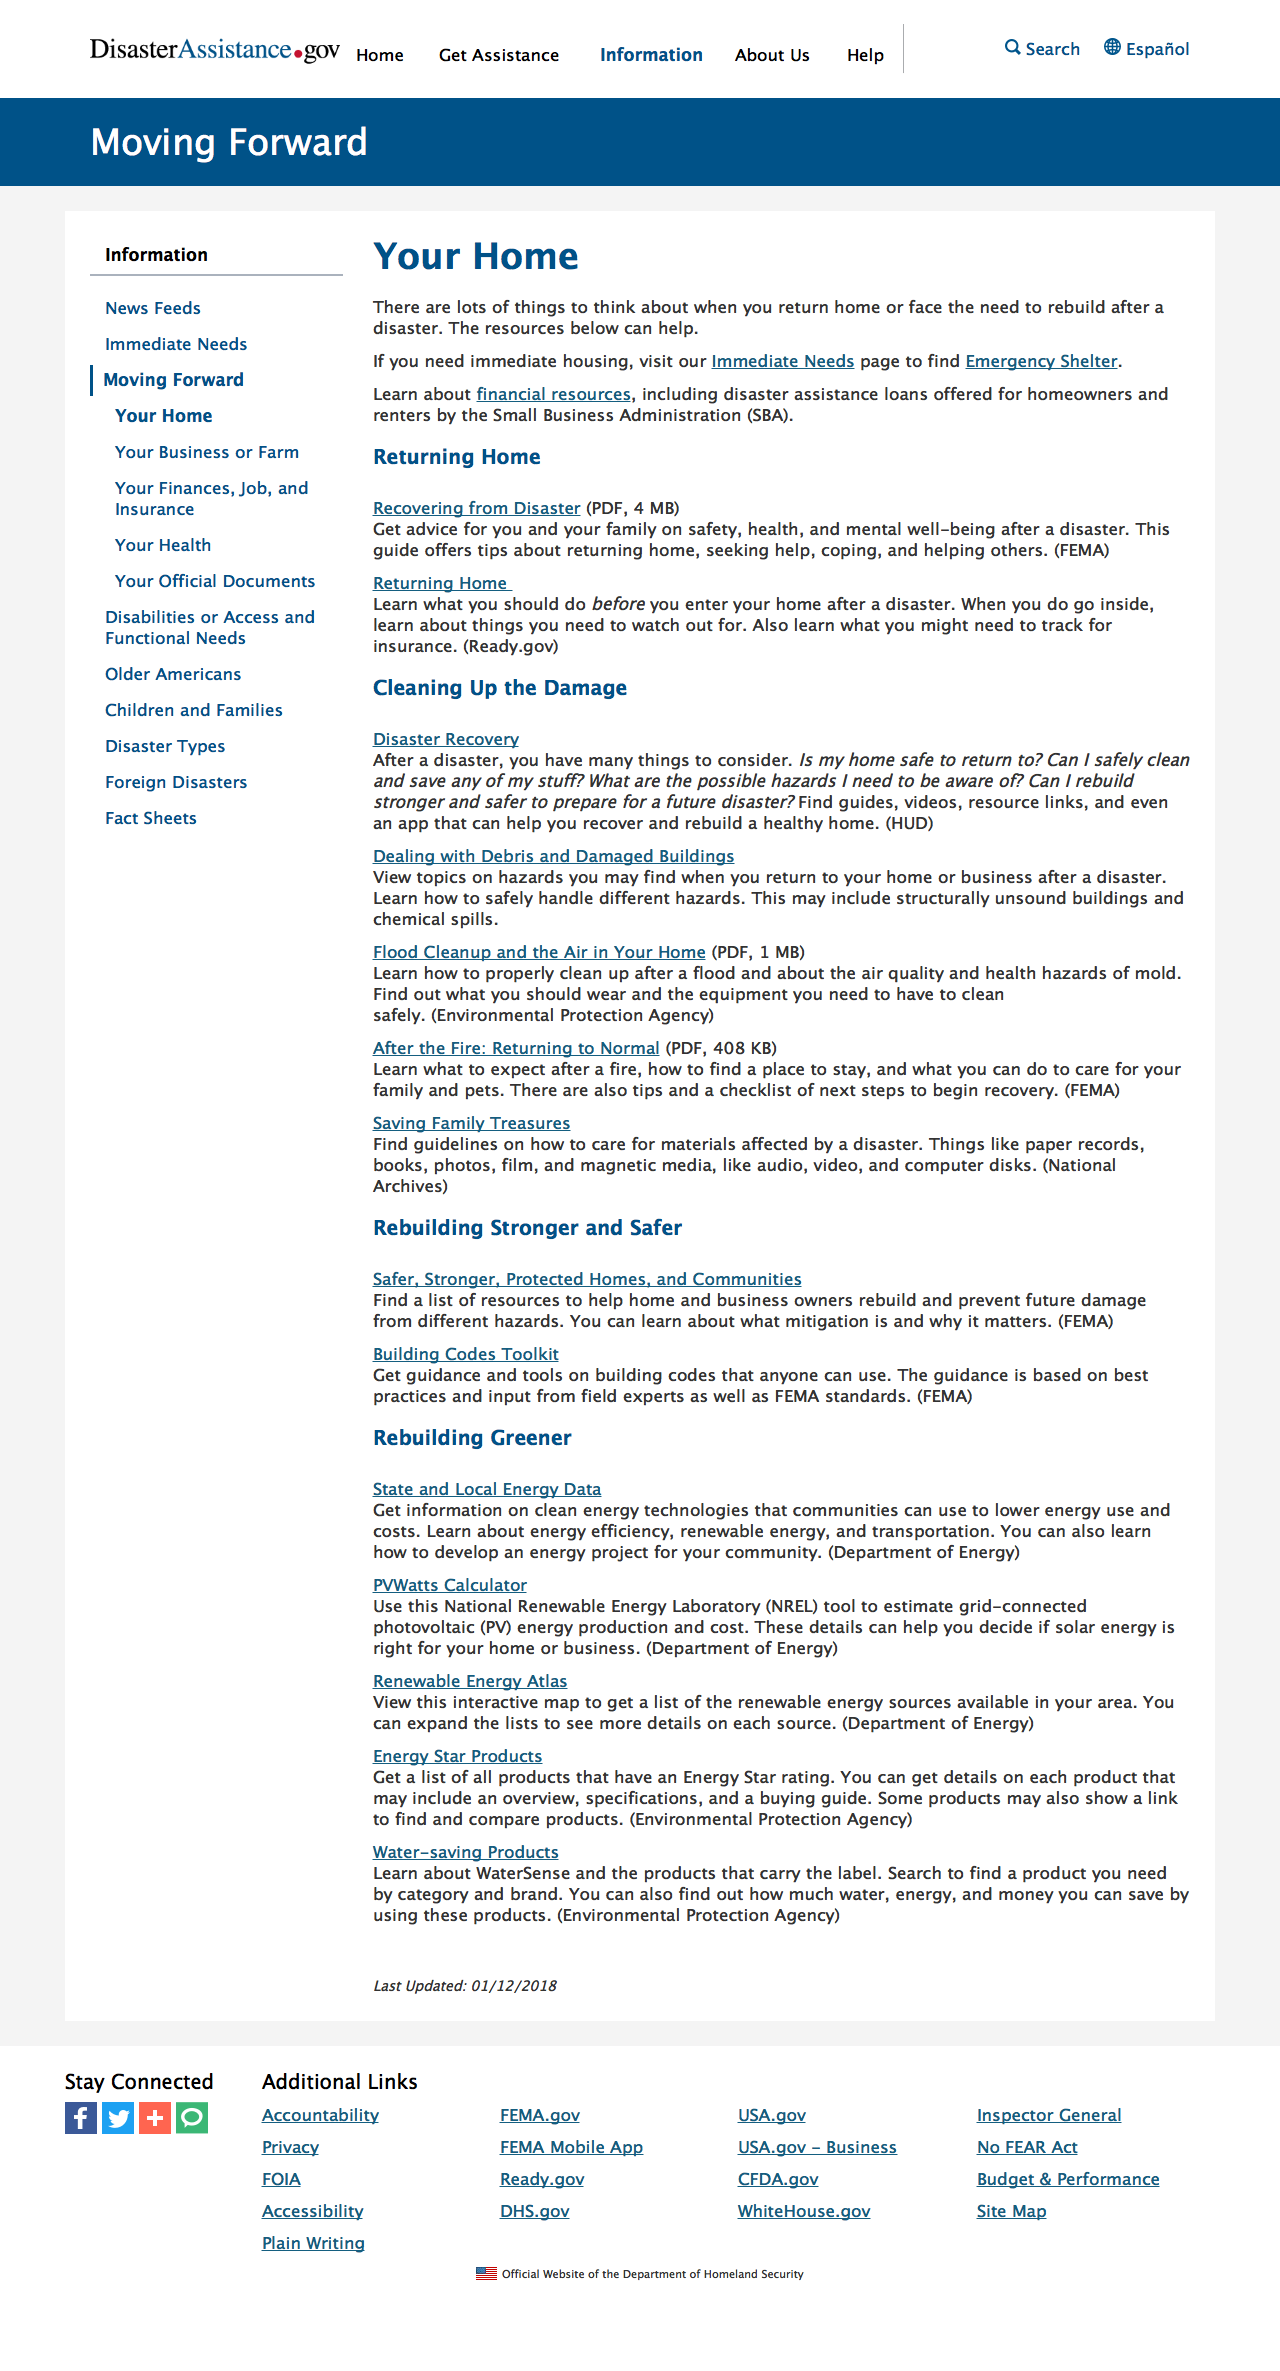 DisasterAssistance.gov
Home
Get Assistance
Information
About Us
Help
Search
Español
Moving Forward
Information
News Feeds
Immediate Needs
Moving Forward
Your Home
Your Business or Farm
Your Finances, Job, and
Insurance
Your Health
Your Official Documents
Disabilities or Access and
Functional Needs
Older Americans
Children and Families
Disaster Types
Foreign Disasters
Fact Sheets
Your Home
There are lots of things to think about when you return home or face the need to rebuild after a
disaster. The resources below can help.
If you need immediate housing, visit our Immediate Needs page to find Emergency Shelter.
Learn about financial resources, including disaster assistance loans offered for homeowners and
renters by the Small Business Administration (SBA).
Returning Home
Recovering from Disaster (PDF, 4 MB)
Get advice for you and your family on safety, health, and mental well-being after a disaster. This
guide offers tips about returning home, seeking help, coping, and helping others. (FEMA)
Returning Home
Learn what you should do before you enter your home after a disaster. When you do go inside,
learn about things you need to watch out for. Also learn what you might need to track for
insurance. (Ready.gov)
Cleaning Up the Damage
Disaster Recovery
After a disaster, you have many things to consider. Is my home safe to return to? Can I safely clean
and save any of my stuff? What are the possible hazards I need to be aware of? Can I rebuild
stronger and safer to prepare for a future disaster? Find guides, videos, resource links, and even
an app that can help you recover and rebuild a healthy home. (HUD)
Dealing with Debris and Damaged Buildings
View topics on hazards you may find when you return to your home or business after a disaster.
Learn how to safely handle different hazards. This may include structurally unsound buildings and
chemical spills.
Flood Cleanup and the Air in Your Home (PDF, 1 MB)
Learn how to properly clean up after a flood and about the air quality and health hazards of mold.
Find out what you should wear and the equipment you need to have to clean
safely. (Environmental Protection Agency)
After the Fire: Returning to Normal (PDF, 408 KB)
Learn what to expect after a fire, how to find a place to stay, and what you can do to care for your
family and pets. There are also tips and a checklist of next steps to begin recovery. (FEMA)
Saving Family Treasures
Find guidelines on how to care for materials affected by a disaster. Things like paper records,
books, photos, film, and magnetic media, like audio, video, and computer disks. (National
Archives)
Rebuilding Stronger and Safer
Safer, Stronger, Protected Homes, and Communities
Find a list of resources to help home and business owners rebuild and prevent future damage
from different hazards. You can learn about what mitigation is and why it matters. (FEMA)
Building Codes Toolkit
Get guidance and tools on building codes that anyone can use. The guidance is based on best
practices and input from field experts as well as FEMA standards. (FEMA)
Rebuilding Greener
State and Local Energy Data
Get information on clean energy technologies that communities can use to lower energy use and
costs. Learn about energy efficiency, renewable energy, and transportation. You can also learn
how to develop an energy project for your community. (Department of Energy)
PVWatts Calculator
Use this National Renewable Energy Laboratory (NREL) tool to estimate grid-connected
photovoltaic (PV) energy production and cost. These details can help you decide if solar energy is
right for your home or business. (Department of Energy)
Renewable Energy Atlas
View this interactive map to get a list of the renewable energy sources available in your area. You
can expand the lists to see more details on each source. (Department of Energy)
Energy Star Products
Get a list of all products that have an Energy Star rating. You can get details on each product that
may include an overview, specifications, and a buying guide. Some products may also show a link
to find and compare products. (Environmental Protection Agency)
Water-saving Products
Learn about WaterSense and the products that carry the label. Search to find a product you need
by category and brand. You can also find out how much water, energy, and money you can save by
using these products. (Environmental Protection Agency)
Last Updated: 01/12/2018
Stay Connected
Additional Links
Accountability
Privacy
FOIA
Accessibility
Plain Writing
FEMA.gov
FEMA Mobile App
Ready.gov
DHS.gov
USA.gov
USA.gov - Business
CFDA.gov
WhiteHouse.gov
Inspector General
No FEAR Act
Budget & Performance
Site Map
Official Website of the Department of Homeland Security